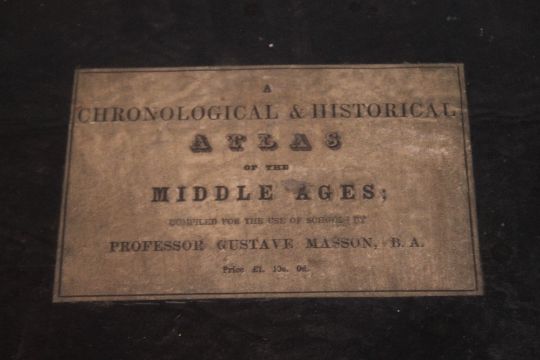 A
CHRONOLOGICAL & HISTORICAL
ATLAS
OF THE
MIDDLE AGES;
COMPILED FOR THE USE OF SCHOOLS BY
PROFESSOR GUSTAVE MASSON, B. A.
Price £1. 10s. 0d.